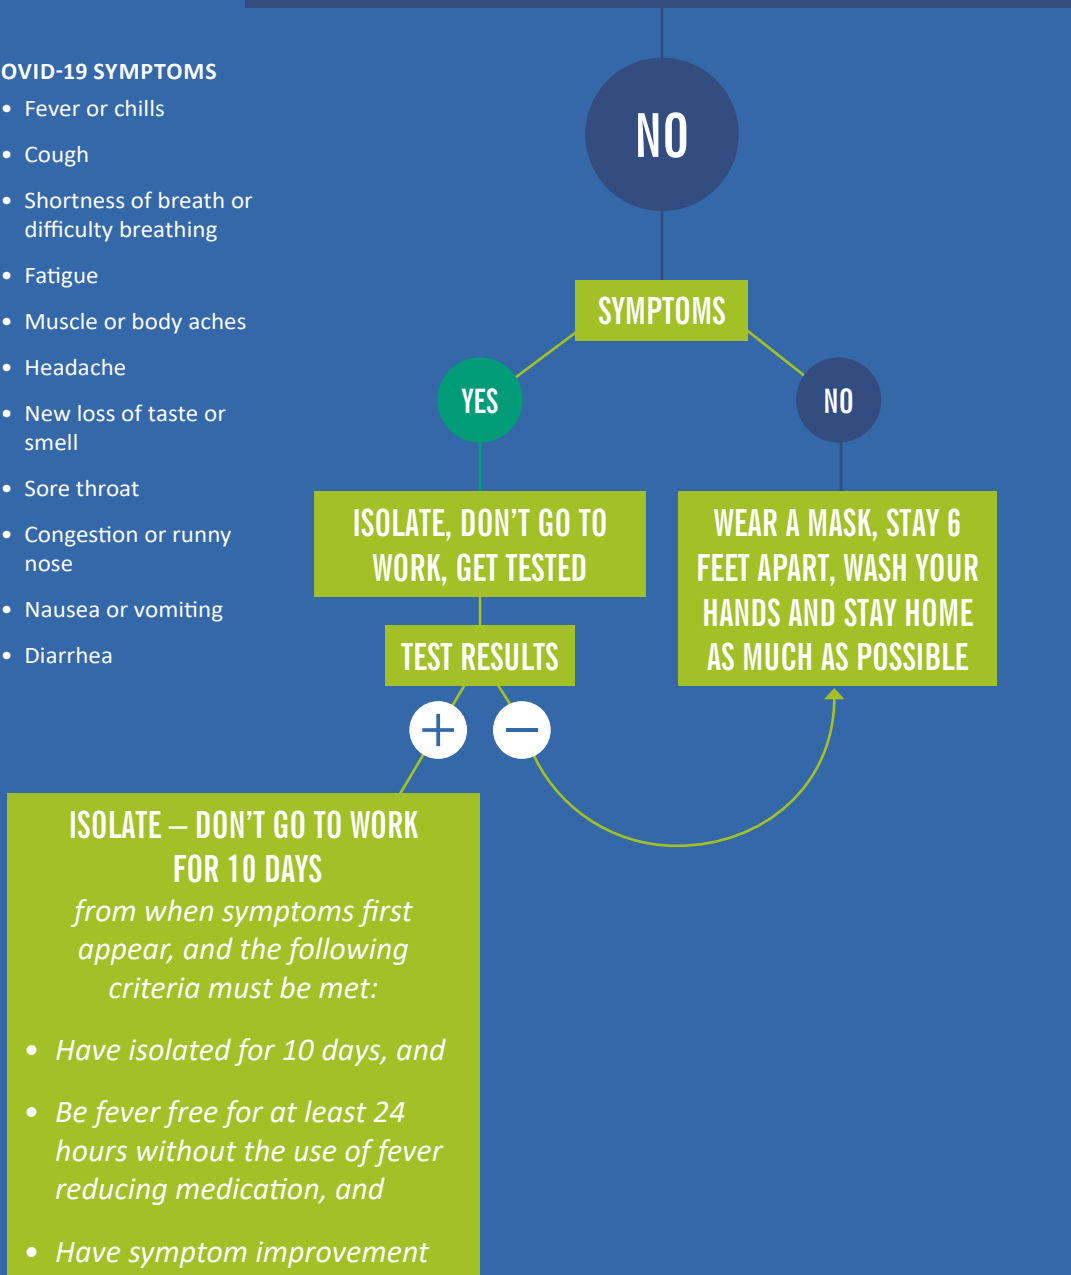 OVID-19 SYMPTOMS
• Fever or chills
• Cough
• Shortness of breath or
difficulty breathing
• Fatigue
• Muscle or body aches
• Headache
• New loss of taste or
smell
• Sore throat
• Congestion or runny
nose
• Nausea or vomiting
• Diarrhea
NO
SYMPTOMS
YES
NO
ISOLATE, DON'T GO TO
WORK, GET TESTED
WEAR A MASK, STAY 6
FEET APART, WASH YOUR
HANDS AND STAY HOME
AS MUCH AS POSSIBLE
TEST RESULTS
+
−
ISOLATE – DON'T GO TO WORK
FOR 10 DAYS
from when symptoms first
appear, and the following
criteria must be met:
• Have isolated for 10 days, and
• Be fever free for at least 24
hours without the use of fever
reducing medication, and
• Have symptom improvement